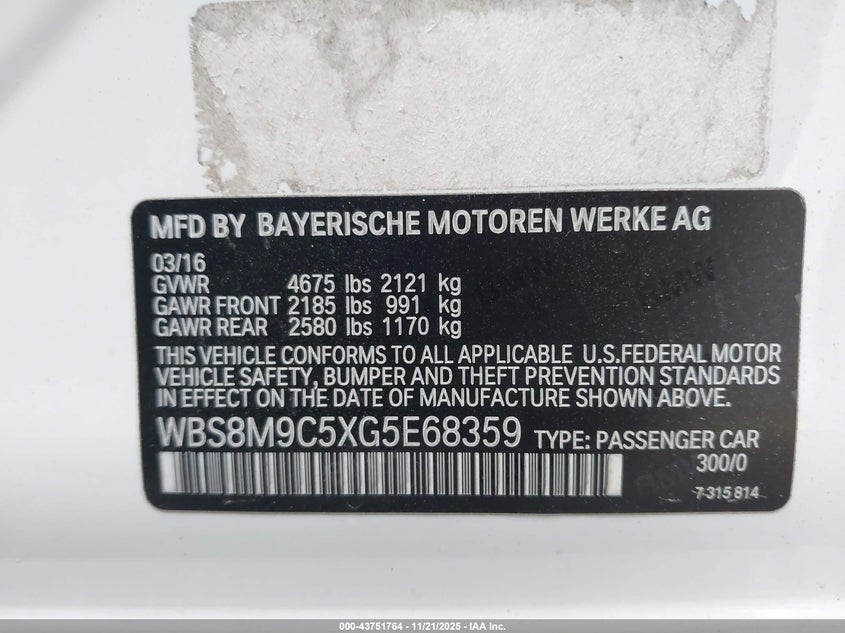 MFD BY BAYERISCHE MOTOREN WERKE AG
03/16
GVWR 4675 lbs 2121 kg
GAWR FRONT 2185 lbs 991 kg
GAWR REAR 2580 lbs 1170 kg
THIS VEHICLE CONFORMS TO ALL APPLICABLE U.S.FEDERAL MOTOR
VEHICLE SAFETY, BUMPER AND THEFT PREVENTION STANDARDS
IN EFFECT ON THE DATE OF MANUFACTURE SHOWN ABOVE.
WBS8M9C5XG5E68359 TYPE: PASSENGER CAR
300/0
7 315 814
000-43751764 - 11/21/2025 - IAA Inc.